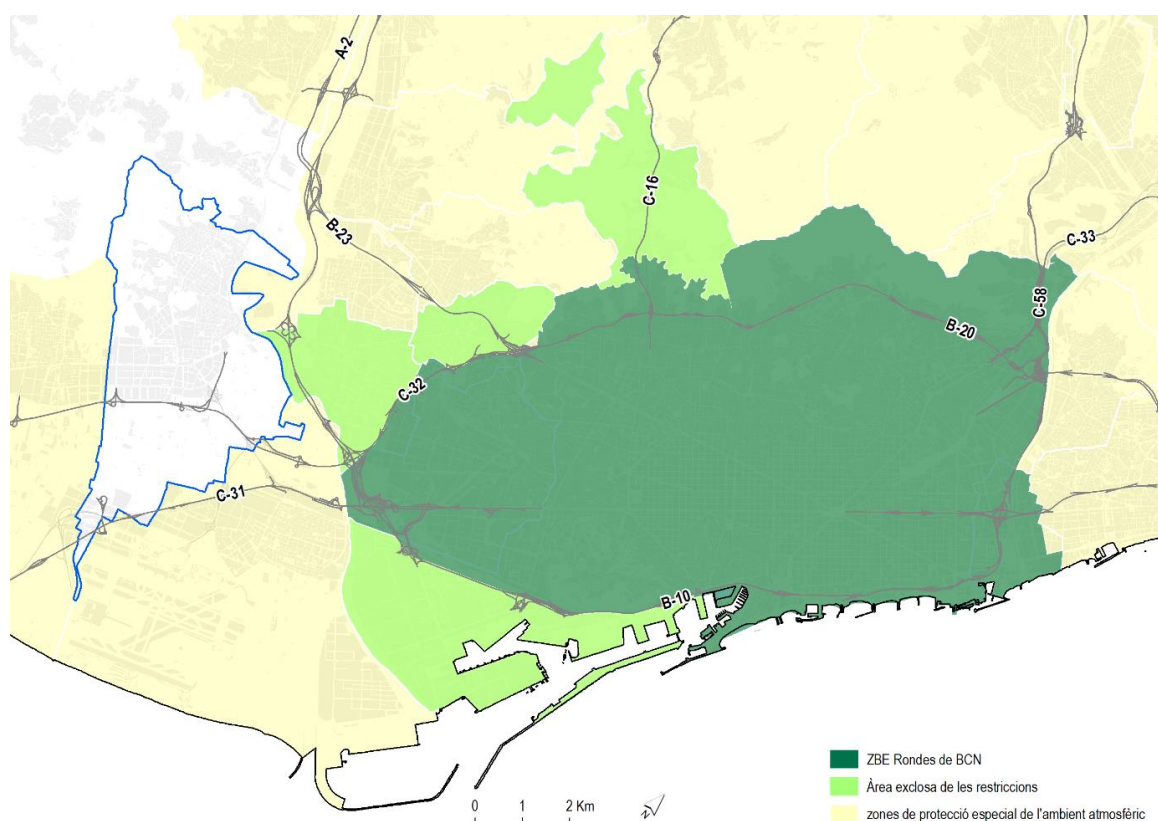 A-2
C-16
B-23
C-33
C-58
B-20
C-32
C-31
B-10
ZBE Rondes de BCN
Àrea exclosa de les restriccions
zones de protecció especial de l'ambient atmosfèric
0 1 2 Km
N